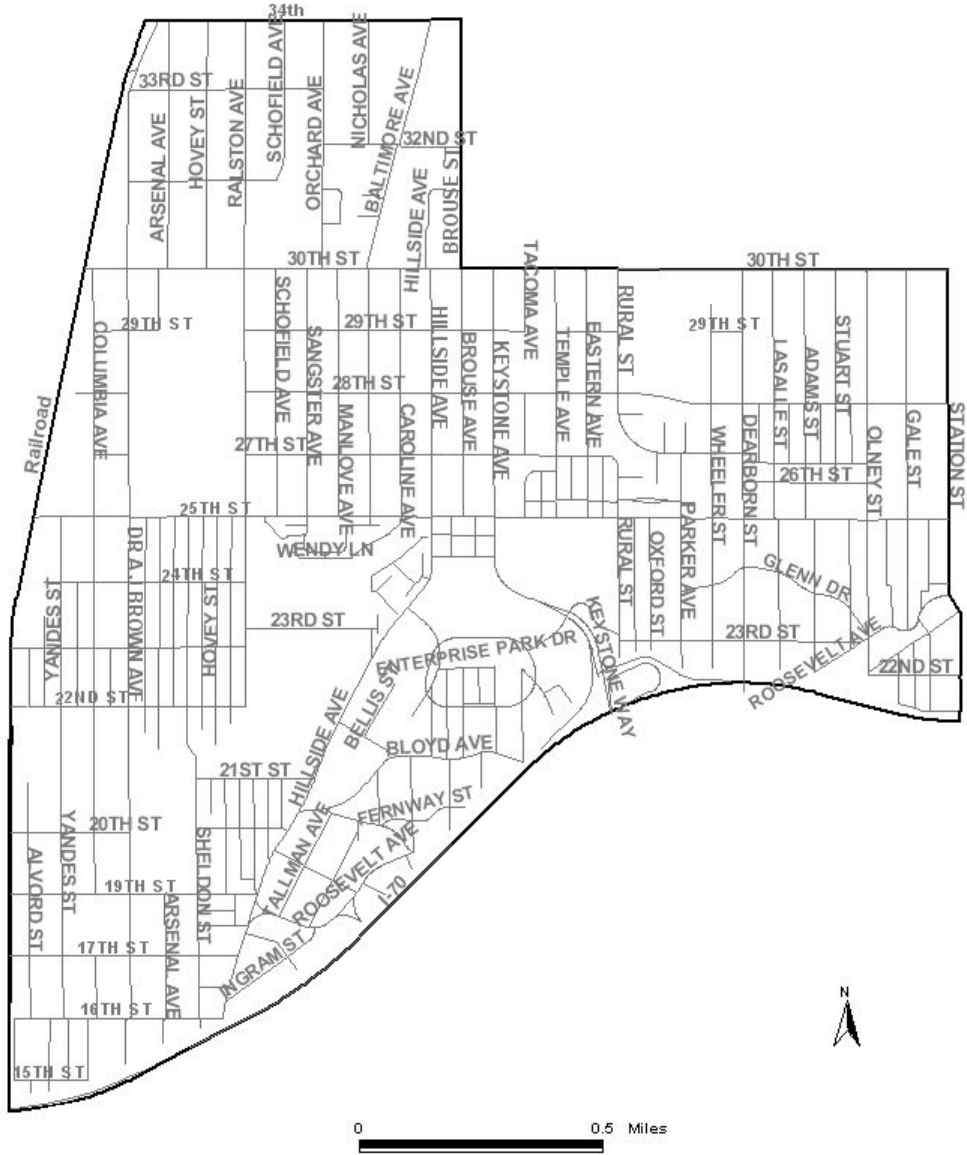 34th
33RD ST
ARSENAL AVE
HOVEY ST
RALSTON AVE
SCHOFIELD AVE
ORCHARD AVE
NICHOLAS AVE
BALTIMORE AVE
32ND ST
HILLSIDE AVE
BROUSE ST
30TH ST
TACOMA AVE
30TH ST
Railroad
COLUMBIA AVE
29TH ST
SCHOFIELD AVE
SANGSTER AVE
29TH ST
MANLOVE AVE
28TH ST
CAROLINE AVE
HILLSIDE AVE
BROUSE AVE
KEYSTONE AVE
TEMPLE AVE
EASTERN AVE
RURAL ST
29TH ST
WHEELER ST
DEARBORN ST
LASALLE ST
ADAMS ST
STUART ST
OLNEY ST
GALE ST
STATION ST
27TH ST
26TH ST
25TH ST
WENDY LN
DR A.J BROWN AVE
24TH ST
HOVEY ST
YANDES ST
23RD ST
22ND ST
RURAL ST
OXFORD ST
PARKER AVE
GLENN DR
23RD ST
ROOSEVELT AVE
22ND ST
KEYSTONE WAY
ENTERPRISE PARK DR
BELLIS ST
HILLSIDE AVE
BLOYD AVE
21ST ST
FERNWAY ST
TALLMAN AVE
ROOSEVELT AVE
I-70
20TH ST
YANDES ST
ALVORD ST
SHELDON ST
19TH ST
ARSENAL AVE
17TH ST
INGRAM ST
16TH ST
15TH ST
N
0 0.5 Miles